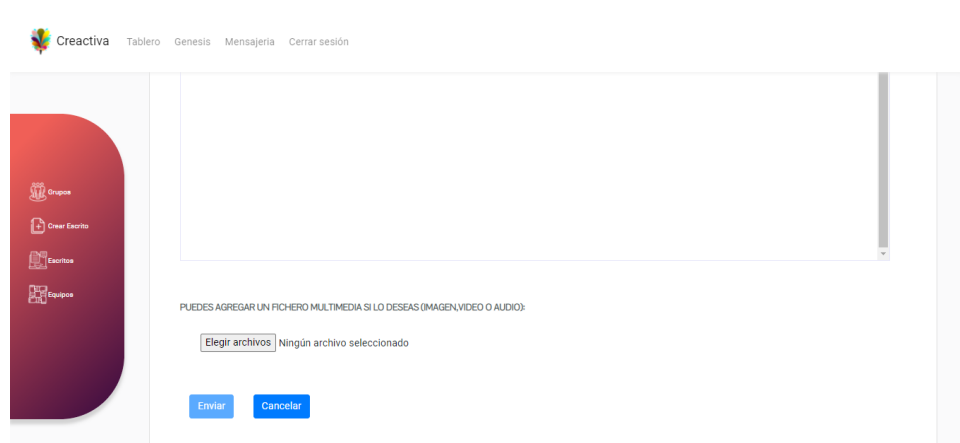 Creactiva Tablero Genesis Mensajeria Cerrar sesión
Grupos
Crear Escrito
Escritos
Equipos
PUEDES AGREGAR UN FICHERO MULTIMEDIA SI LO DESEAS (IMAGEN,VIDEO O AUDIO):
Elegir archivos Ningún archivo seleccionado
Enviar Cancelar